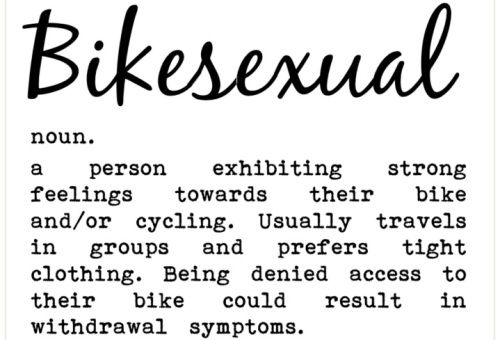 Bikesexual
noun.
a person exhibiting strong
feelings towards their bike
and/or cycling. Usually travels
in groups and prefers tight
clothing. Being denied access to
their bike could result in
withdrawal symptoms.